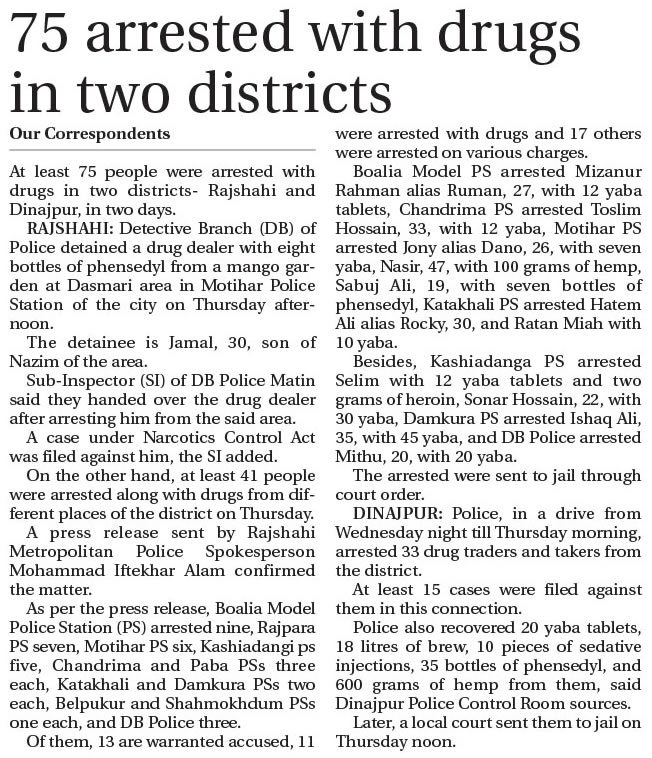 75 arrested with drugs
in two districts
Our Correspondents
At least 75 people were arrested with
drugs in two districts- Rajshahi and
Dinajpur, in two days.
RAJSHAHI: Detective Branch (DB) of
Police detained a drug dealer with eight
bottles of phensedyl from a mango gar-
den at Dasmari area in Motihar Police
Station of the city on Thursday after-
noon.
The detainee is Jamal, 30, son of
Nazim of the area.
Sub-Inspector (SI) of DB Police Matin
said they handed over the drug dealer
after arresting him from the said area.
A case under Narcotics Control Act
was filed against him, the SI added.
On the other hand, at least 41 people
were arrested along with drugs from dif-
ferent places of the district on Thursday.
A press release sent by Rajshahi
Metropolitan Police Spokesperson
Mohammad Iftekhar Alam confirmed
the matter.
As per the press release, Boalia Model
Police Station (PS) arrested nine, Rajpara
PS seven, Motihar PS six, Kashiadangi ps
five, Chandrima and Paba PSs three
each, Katakhali and Damkura PSs two
each, Belpukur and Shahmokhdum PSs
one each, and DB Police three.
Of them, 13 are warranted accused, 11
were arrested with drugs and 17 others
were arrested on various charges.
Boalia Model PS arrested Mizanur
Rahman alias Ruman, 27, with 12 yaba
tablets, Chandrima PS arrested Toslim
Hossain, 33, with 12 yaba, Motihar PS
arrested Jony alias Dano, 26, with seven
yaba, Nasir, 47, with 100 grams of hemp,
Sabuj Ali, 19, with seven bottles of
phensedyl, Katakhali PS arrested Hatem
Ali alias Rocky, 30, and Ratan Miah with
10 yaba.
Besides, Kashiadanga PS arrested
Selim with 12 yaba tablets and two
grams of heroin, Sonar Hossain, 22, with
30 yaba, Damkura PS arrested Ishaq Ali,
35, with 45 yaba, and DB Police arrested
Mithu, 20, with 20 yaba.
The arrested were sent to jail through
court order.
DINAJPUR: Police, in a drive from
Wednesday night till Thursday morning,
arrested 33 drug traders and takers from
the district.
At least 15 cases were filed against
them in this connection.
Police also recovered 20 yaba tablets,
18 litres of brew, 10 pieces of sedative
injections, 35 bottles of phensedyl, and
600 grams of hemp from them, said
Dinajpur Police Control Room sources.
Later, a local court sent them to jail on
Thursday noon.